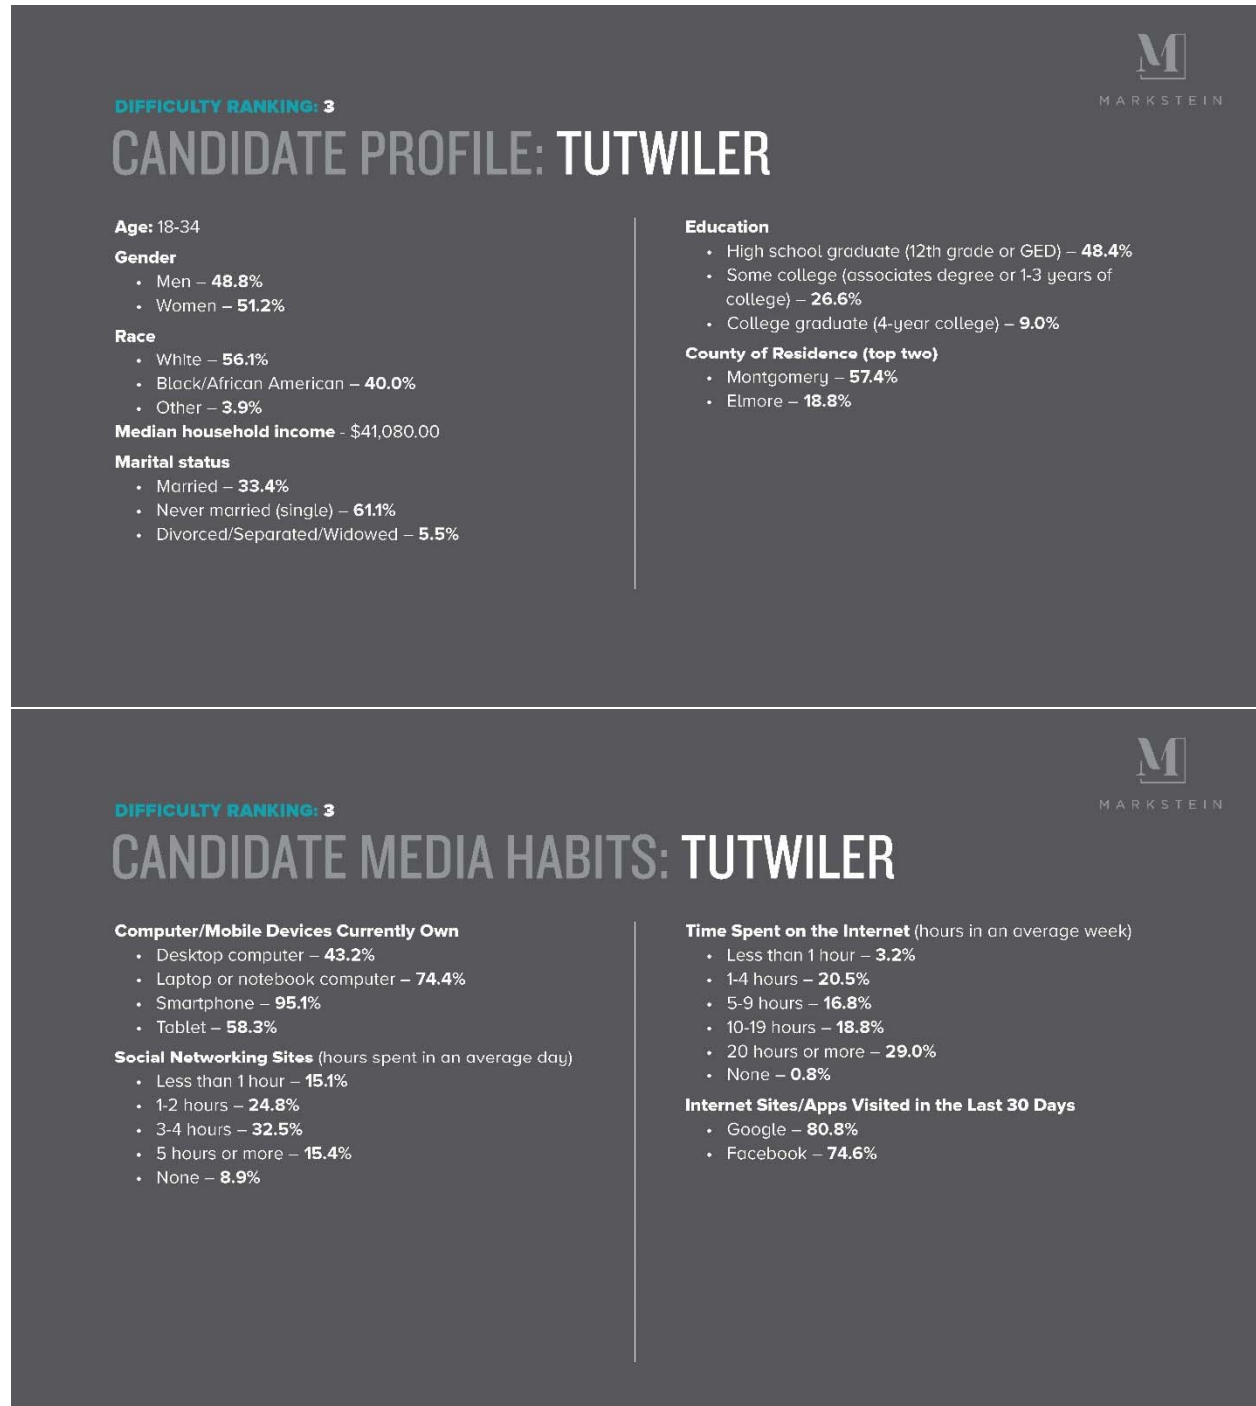 M
MARKSTEIN
DIFFICULTY RANKING: 3
CANDIDATE PROFILE: TUTWILER
Age: 18-34
Gender
• Men – 48.8%
• Women – 51.2%
Race
• White – 56.1%
• Black/African American – 40.0%
• Other – 3.9%
Median household income - $41,080.00
Marital status
• Married – 33.4%
• Never married (single) – 61.1%
• Divorced/Separated/Widowed – 5.5%
Education
• High school graduate (12th grade or GED) – 48.4%
• Some college (associates degree or 1-3 years of
college) – 26.6%
• College graduate (4-year college) – 9.0%
County of Residence (top two)
• Montgomery – 57.4%
• Elmore – 18.8%
M
MARKSTEIN
DIFFICULTY RANKING: 3
CANDIDATE MEDIA HABITS: TUTWILER
Computer/Mobile Devices Currently Own
• Desktop computer – 43.2%
• Laptop or notebook computer – 74.4%
• Smartphone – 95.1%
• Tablet – 58.3%
Social Networking Sites (hours spent in an average day)
• Less than 1 hour – 15.1%
• 1-2 hours – 24.8%
• 3-4 hours – 32.5%
• 5 hours or more – 15.4%
• None – 8.9%
Time Spent on the Internet (hours in an average week)
• Less than 1 hour – 3.2%
• 1-4 hours – 20.5%
• 5-9 hours – 16.8%
• 10-19 hours – 18.8%
• 20 hours or more – 29.0%
• None – 0.8%
Internet Sites/Apps Visited in the Last 30 Days
• Google – 80.8%
• Facebook – 74.6%